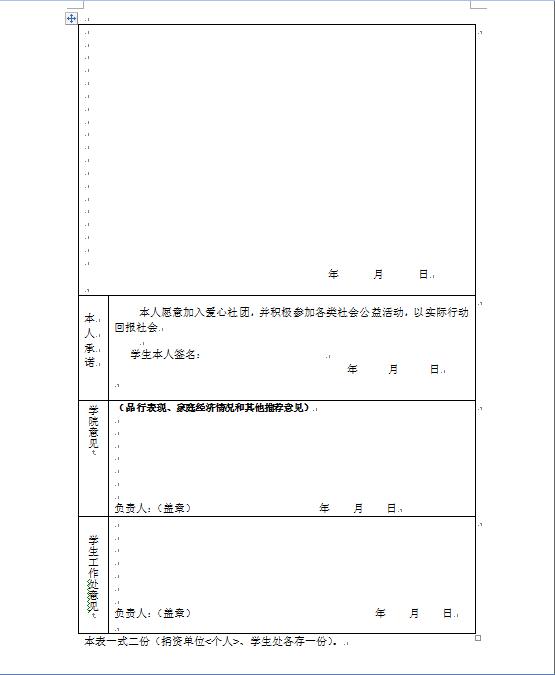 年 月 日
本人承诺
本人愿意加入爱心社团，并积极参加各类社会公益活动，以实际行动
回报社会
学生本人签名：
年 月 日
学院意见
（品行表现、家庭经济情况和其他推荐意见）
负责人：（盖章） 年 月 日
学生工作处意见
负责人：（盖章） 年 月 日
本表一式二份（捐资单位<个人>、学生处各存一份）。